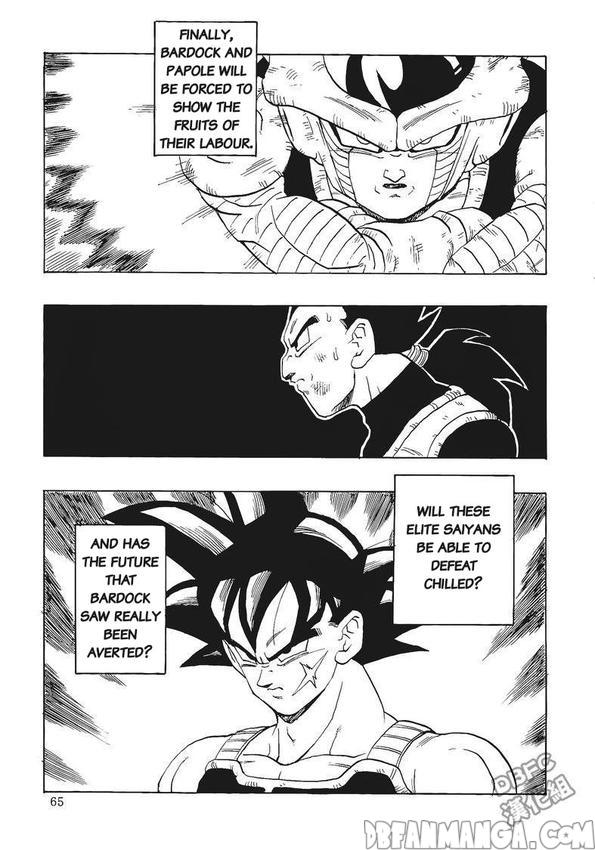 FINALLY,
BARDOCK AND
PAPOLE WILL
BE FORCED TO
SHOW THE
FRUITS OF
THEIR LABOUR.
WILL THESE
ELITE SAIYANS
BE ABLE TO
DEFEAT
CHILLED?
AND HAS
THE FUTURE
THAT
BARDOCK
SAW REALLY
BEEN
AVERTED?
DBFC
漢化組
65
DBFANMANGA.COM